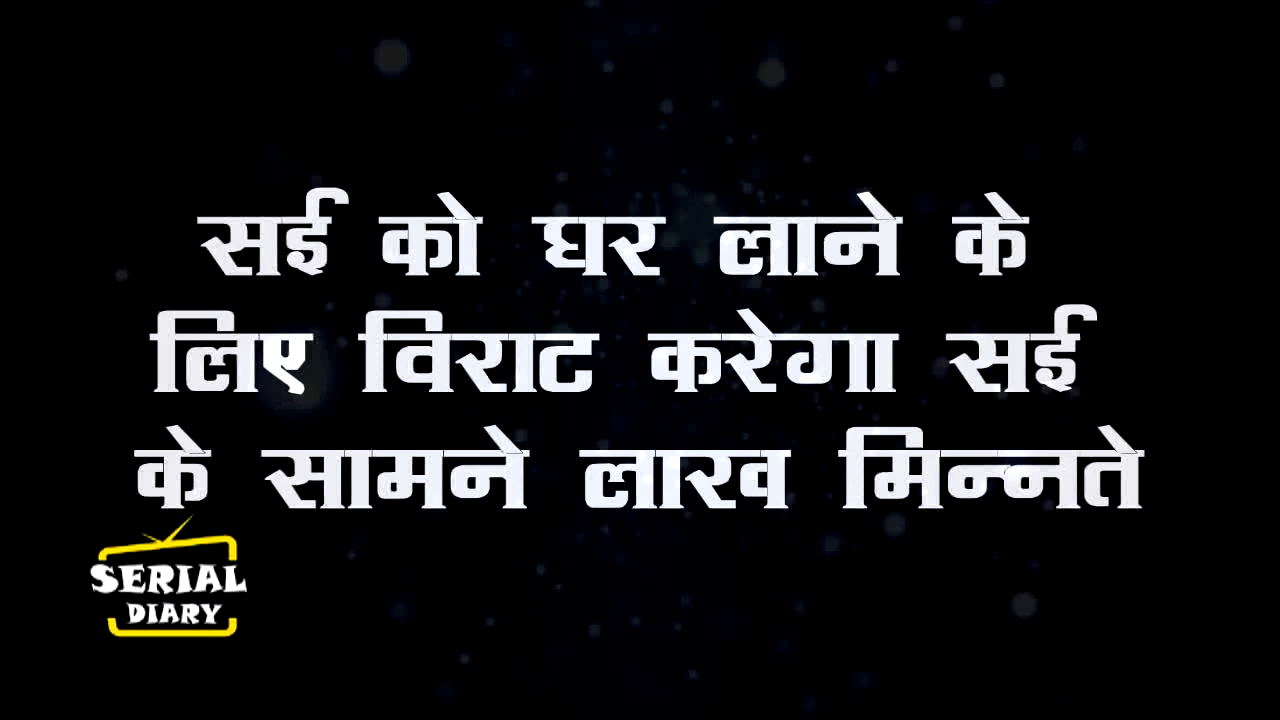 सई को घर लाने के
लिए विराट करेगा सई
के सामने लाख मिन्नते
SERIAL
DIARY